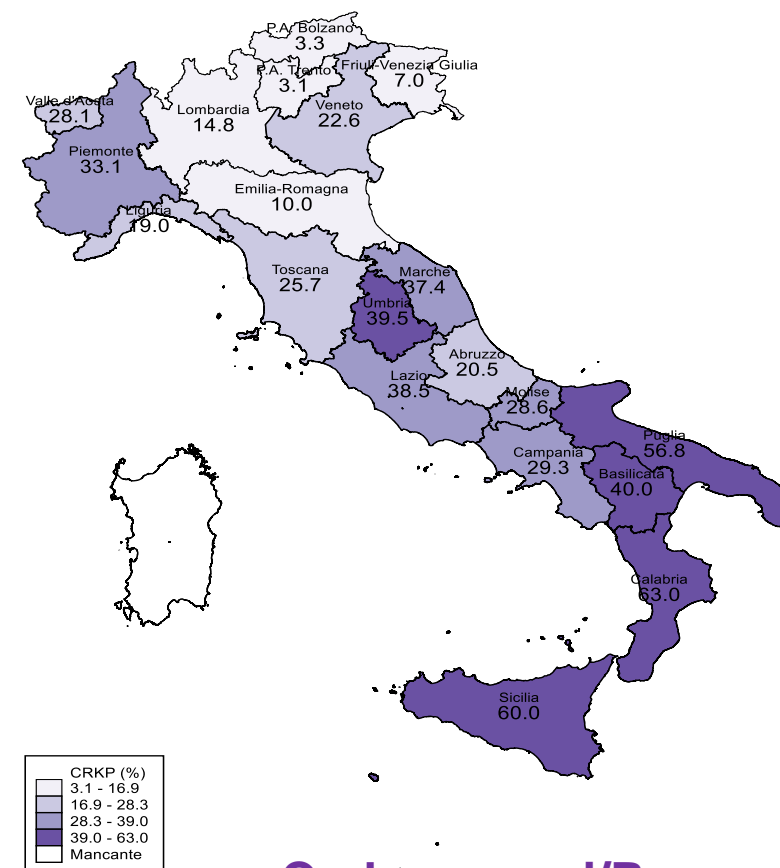 P.A. Bolzano
3.3
P.A. Trento
3.1
Friuli-Venezia Giulia
7.0
Valle d'Aosta
28.1
Lombardia
14.8
Veneto
22.6
Piemonte
33.1
Emilia-Romagna
10.0
Liguria
19.0
Toscana
25.7
Marche
37.4
Umbria
39.5
Abruzzo
20.5
Lazio
38.5
Molise
28.6
Campania
29.3
Puglia
56.8
Basilicata
40.0
Calabria
63.0
Sicilia
60.0
CRKP (%)
3.1 - 16.9
16.9 - 28.3
28.3 - 39.0
39.0 - 63.0
Mancante